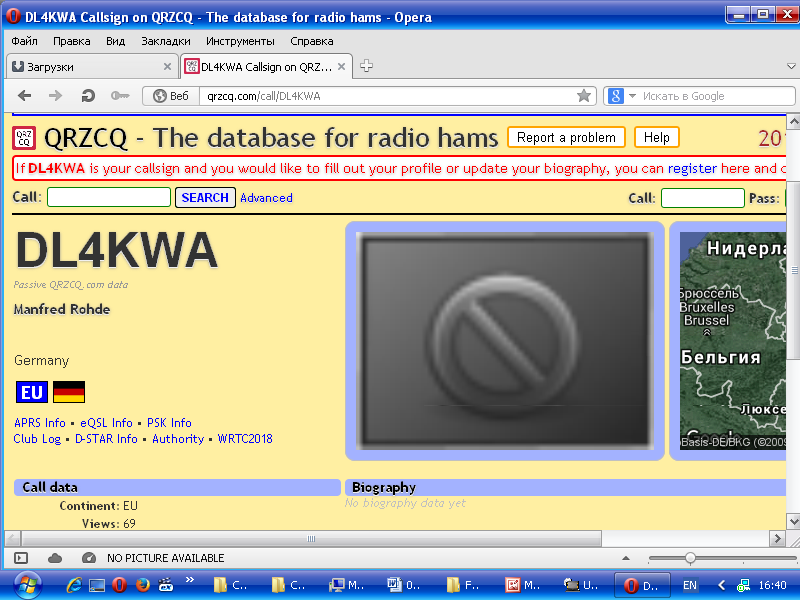 DL4KWA Callsign on QRZCQ - The database for radio hams - Opera
Файл Правка Вид Закладки Инструменты Справка
Загрузки DL4KWA Callsign on QRZ...
Веб qrzcq.com/call/DL4KWA Искать в Google
QRZ CQ QRZCQ - The database for radio hams Report a problem Help
If DL4KWA is your callsign and you would like to fill out your profile or update your biography, you can register here and
Call: SEARCH Advanced Call: Pass:
DL4KWA
Passive QRZCQ.com data
Manfred Rohde
Germany
EU
APRS Info • eQSL Info • PSK Info
Club Log • D-STAR Info • Authority • WRTC2018
Нидерла
Брюссель
Bruxelles
Brussel
Бельгия
Люксе
Basis-DE/BKG (©2009
Call data
Continent: EU
Views: 69
Biography
No biography data yet
NO PICTURE AVAILABLE
С.. С.. М.. 0.. F.. М.. U.. D.. EN 16:40